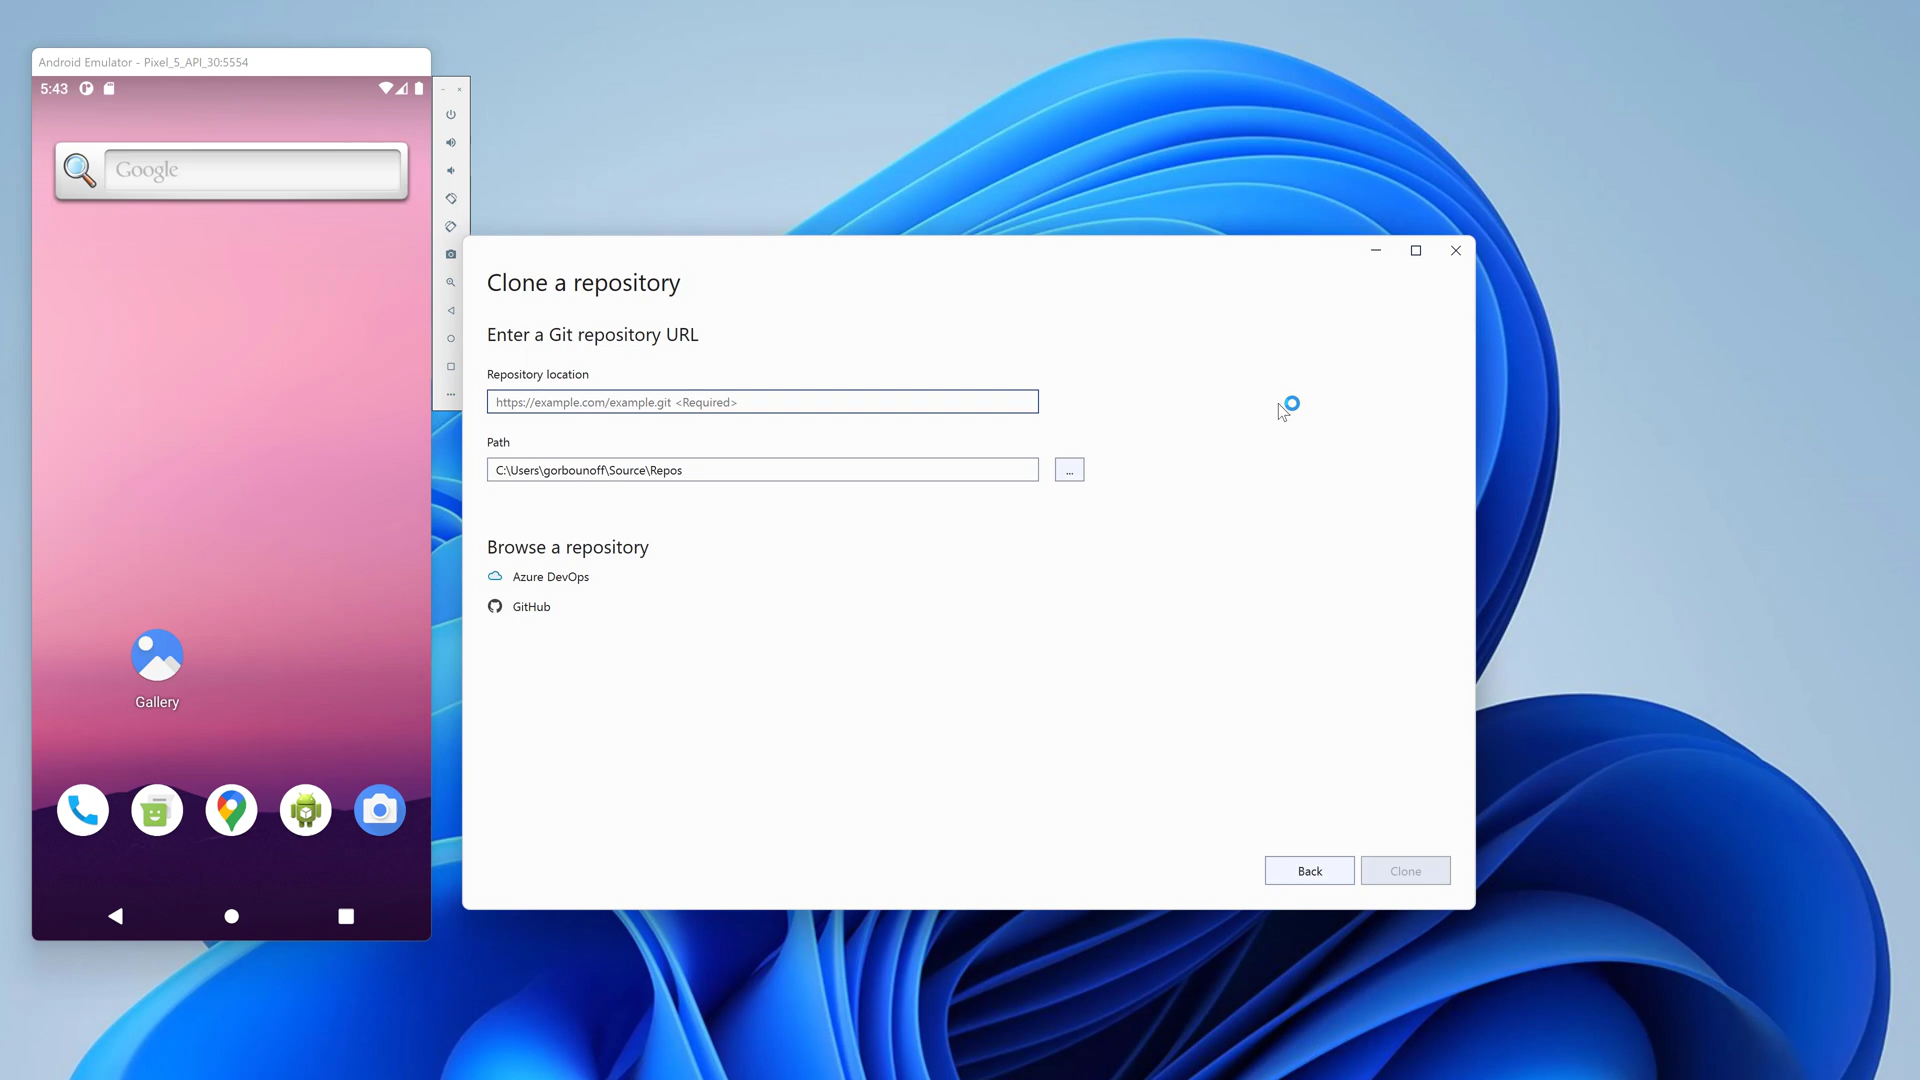 Android Emulator - Pixel_5_API_30:5554
5:43
Google
Gallery
Clone a repository
Enter a Git repository URL
Repository location
https://example.com/example.git <Required>
Path
C:\Users\gorbounoff\Source\Repos
...
Browse a repository
Azure DevOps
GitHub
Back
Clone